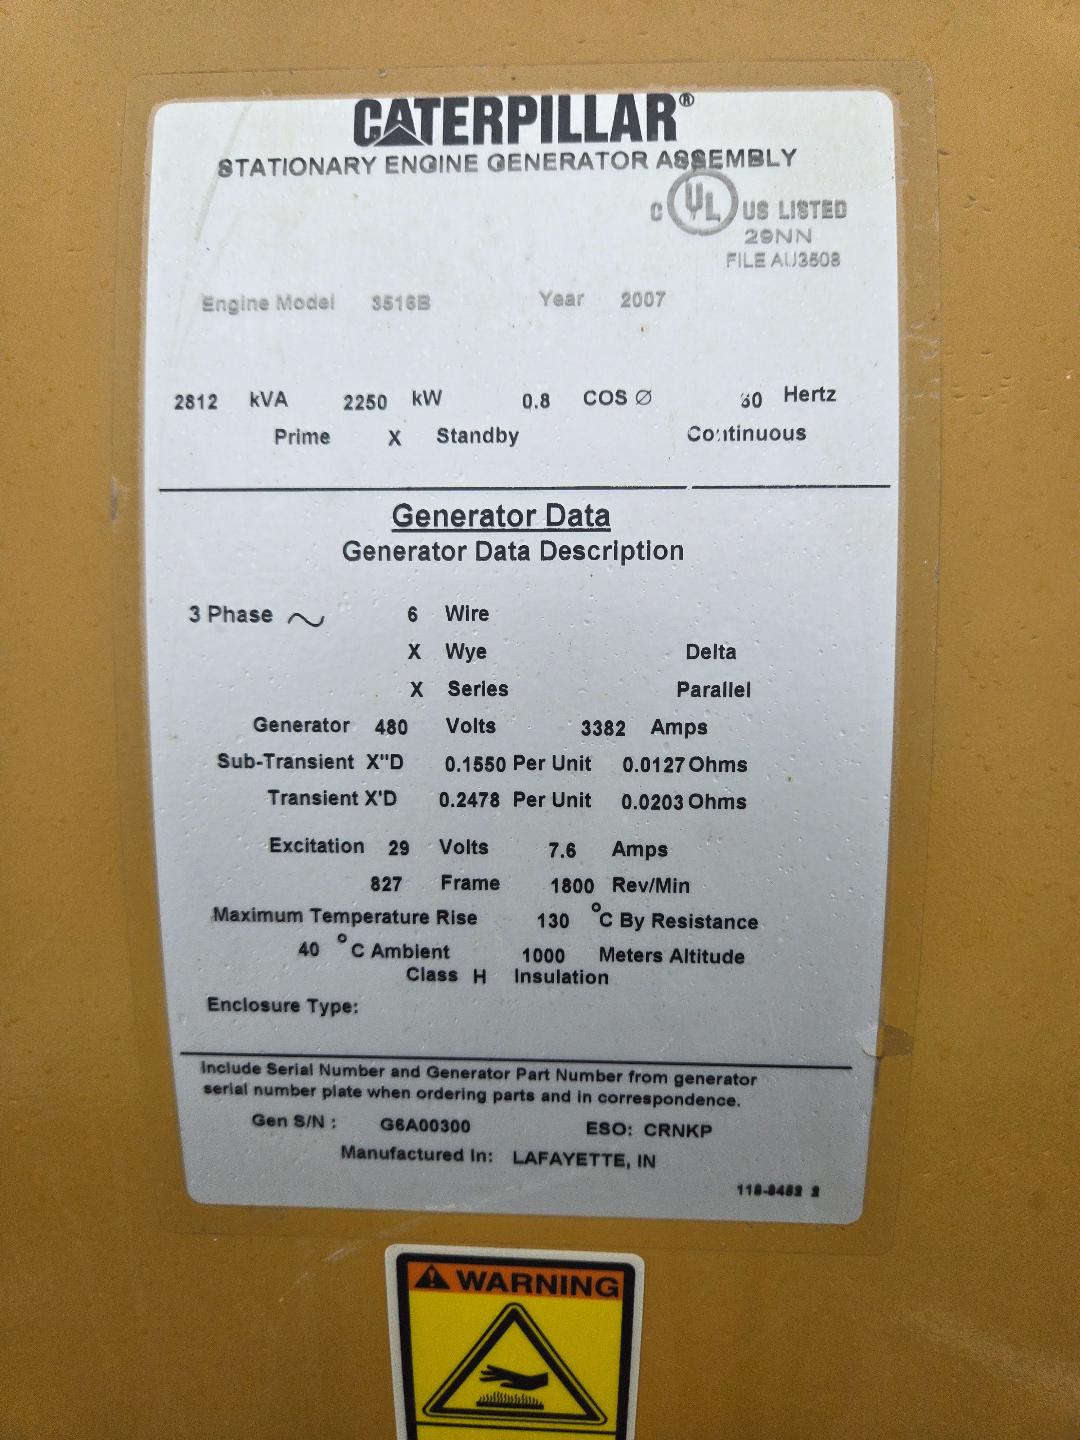 CATERPILLAR®
STATIONARY ENGINE GENERATOR ASSEMBLY
C UL US LISTED
29NN
FILE AU3508
Engine Model 3516B Year 2007
2812 kVA 2250 kW 0.8 COS Ø 60 Hertz
Prime X Standby Continuous
Generator Data
Generator Data Description
3 Phase 6 Wire
X Wye Delta
X Series Parallel
Generator 480 Volts 3382 Amps
Sub-Transient X"D 0.1550 Per Unit 0.0127 Ohms
Transient X'D 0.2478 Per Unit 0.0203 Ohms
Excitation 29 Volts 7.6 Amps
827 Frame 1800 Rev/Min
Maximum Temperature Rise 130 °C By Resistance
40 °C Ambient 1000 Meters Altitude
Class H Insulation
Enclosure Type:
Include Serial Number and Generator Part Number from generator
serial number plate when ordering parts and in correspondence.
Gen S/N : G6A00300 ESO: CRNKP
Manufactured In: LAFAYETTE, IN
WARNING